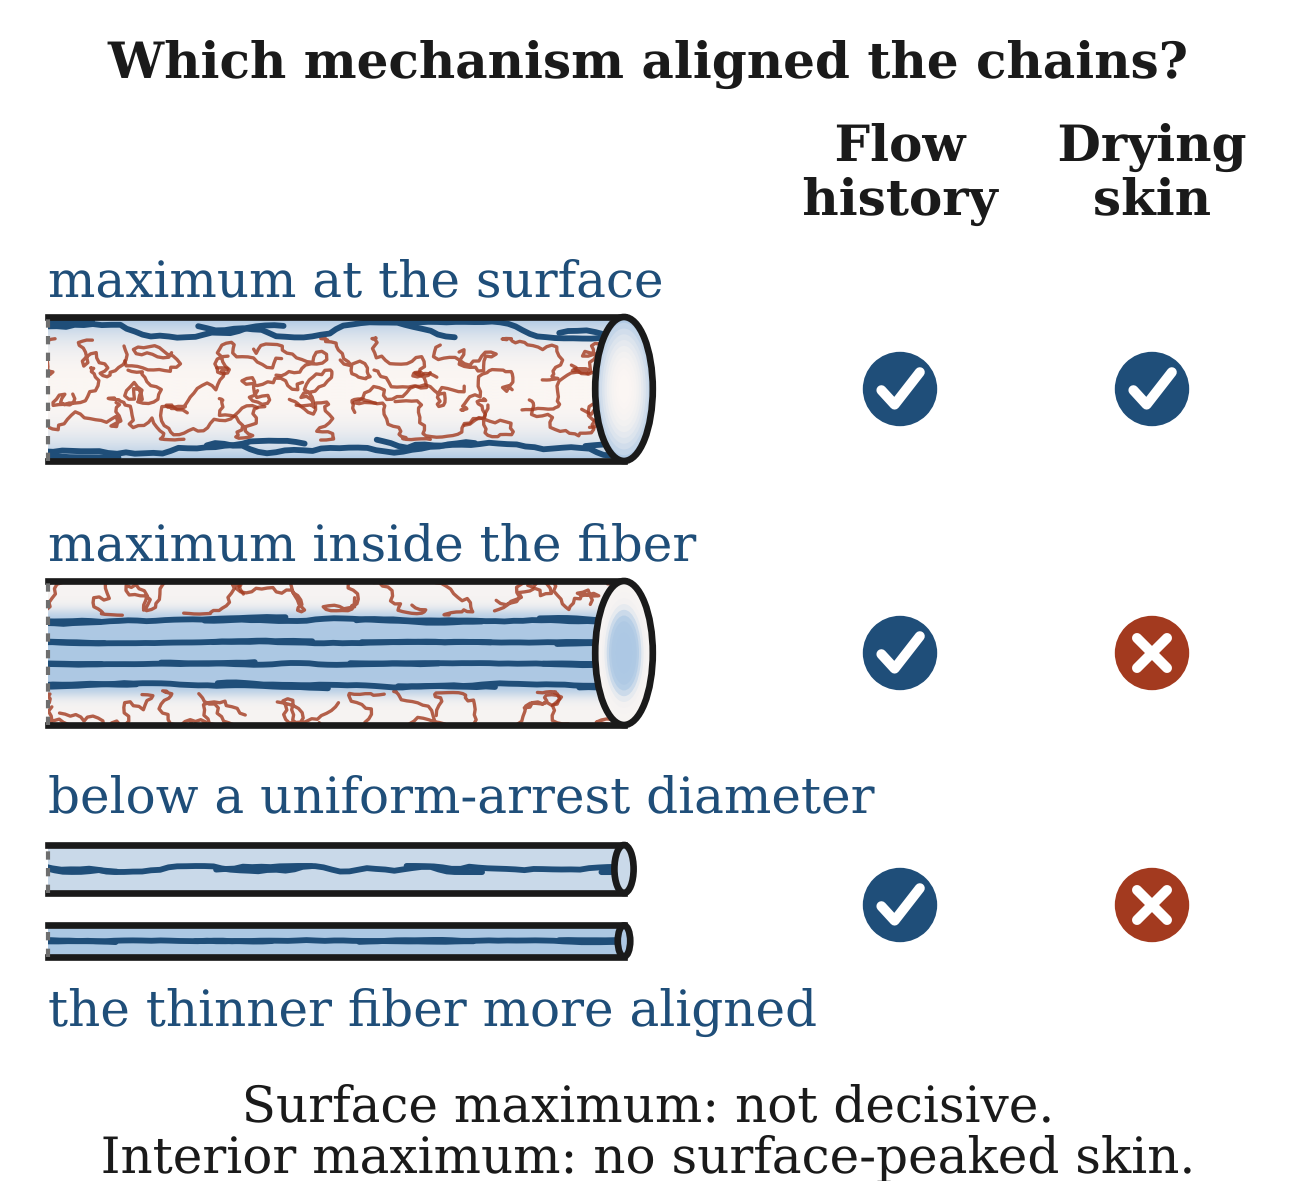 Which mechanism aligned the chains?
Flow history
Drying skin
maximum at the surface
maximum inside the fiber
below a uniform-arrest diameter
the thinner fiber more aligned
Surface maximum: not decisive.
Interior maximum: no surface-peaked skin.